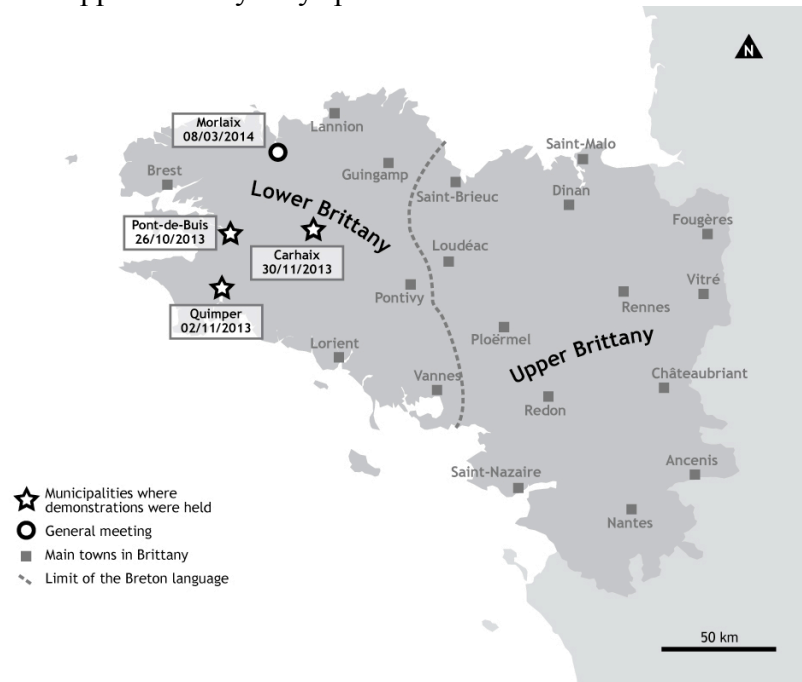 N
Morlaix
08/03/2014
Lannion
Saint-Malo
Brest
Guingamp
Saint-Brieuc
Dinan
Lower Brittany
Fougères
Pont-de-Buis
26/10/2013
Carhaix
30/11/2013
Loudéac
Vitré
Pontivy
Rennes
Quimper
02/11/2013
Ploërmel
Lorient
Upper Brittany
Vannes
Châteaubriant
Redon
Ancenis
Saint-Nazaire
Nantes
Municipalities where
demonstrations were held
General meeting
Main towns in Brittany
Limit of the Breton language
50 km